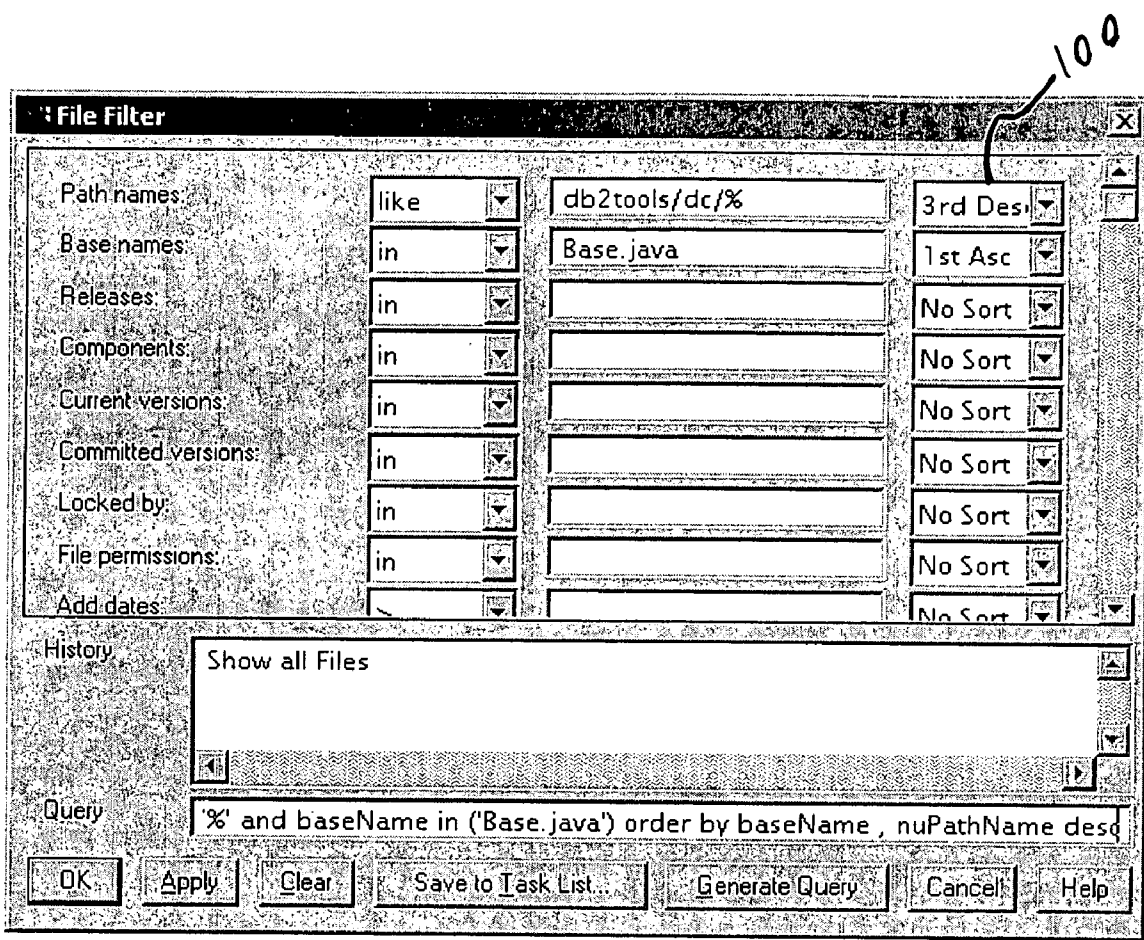 100
File Filter
Path names: like db2tools/dc/% 3rd Des
Base names: in Base.java 1st Asc
Releases: in No Sort
Components: in No Sort
Current versions: in No Sort
Committed versions: in No Sort
Locked by: in No Sort
File permissions: in No Sort
Add dates: No Sort
History
Show all Files
Query
'%' and baseName in ('Base.java') order by baseName , nuPathName desc
OK Apply Clear Save to Task List... Generate Query Cancel Help